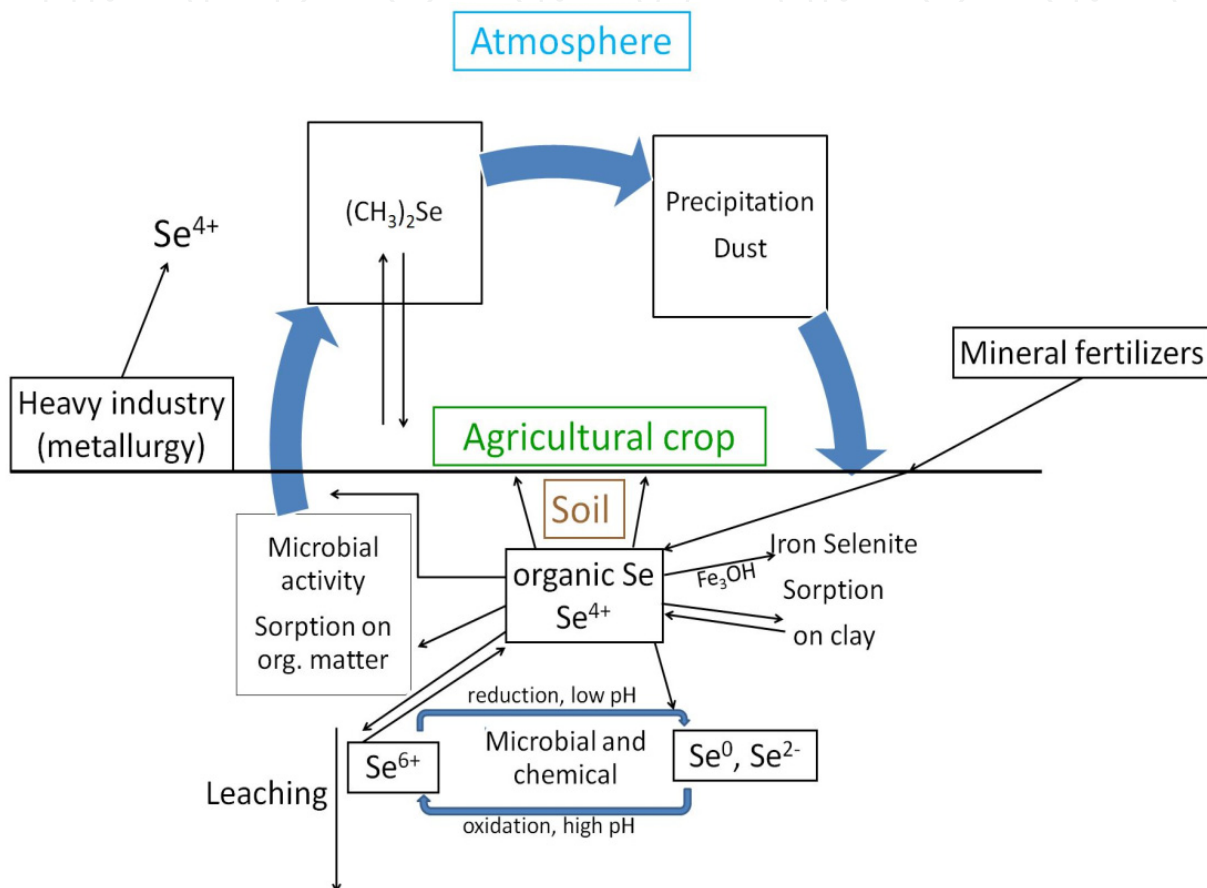 Atmosphere
(CH₃)₂Se
Precipitation
Dust
Se⁴⁺
Mineral fertilizers
Heavy industry
(metallurgy)
Agricultural crop
Soil
Microbial
activity
Sorption on
org. matter
organic Se
Se⁴⁺
Fe₃OH
Iron Selenite
Sorption
on clay
reduction, low pH
Microbial and
chemical
Se⁶⁺
Se⁰, Se²⁻
Leaching
oxidation, high pH